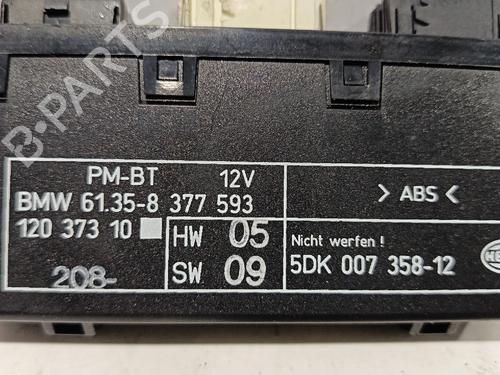 B-PARTS
PM-BT 12V
BMW 61.35-8 377 593
120 373 10
HW 05
208-
SW 09
> ABS <
Nicht werfen !
5DK 007 358-12